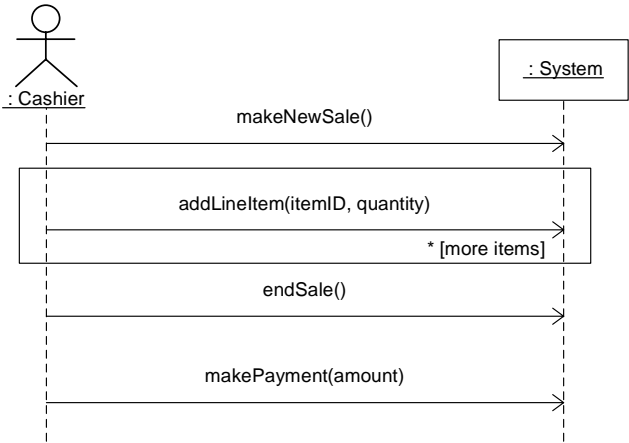 : System
: Cashier
makeNewSale()
addLineItem(itemID, quantity)
* [more items]
endSale()
makePayment(amount)